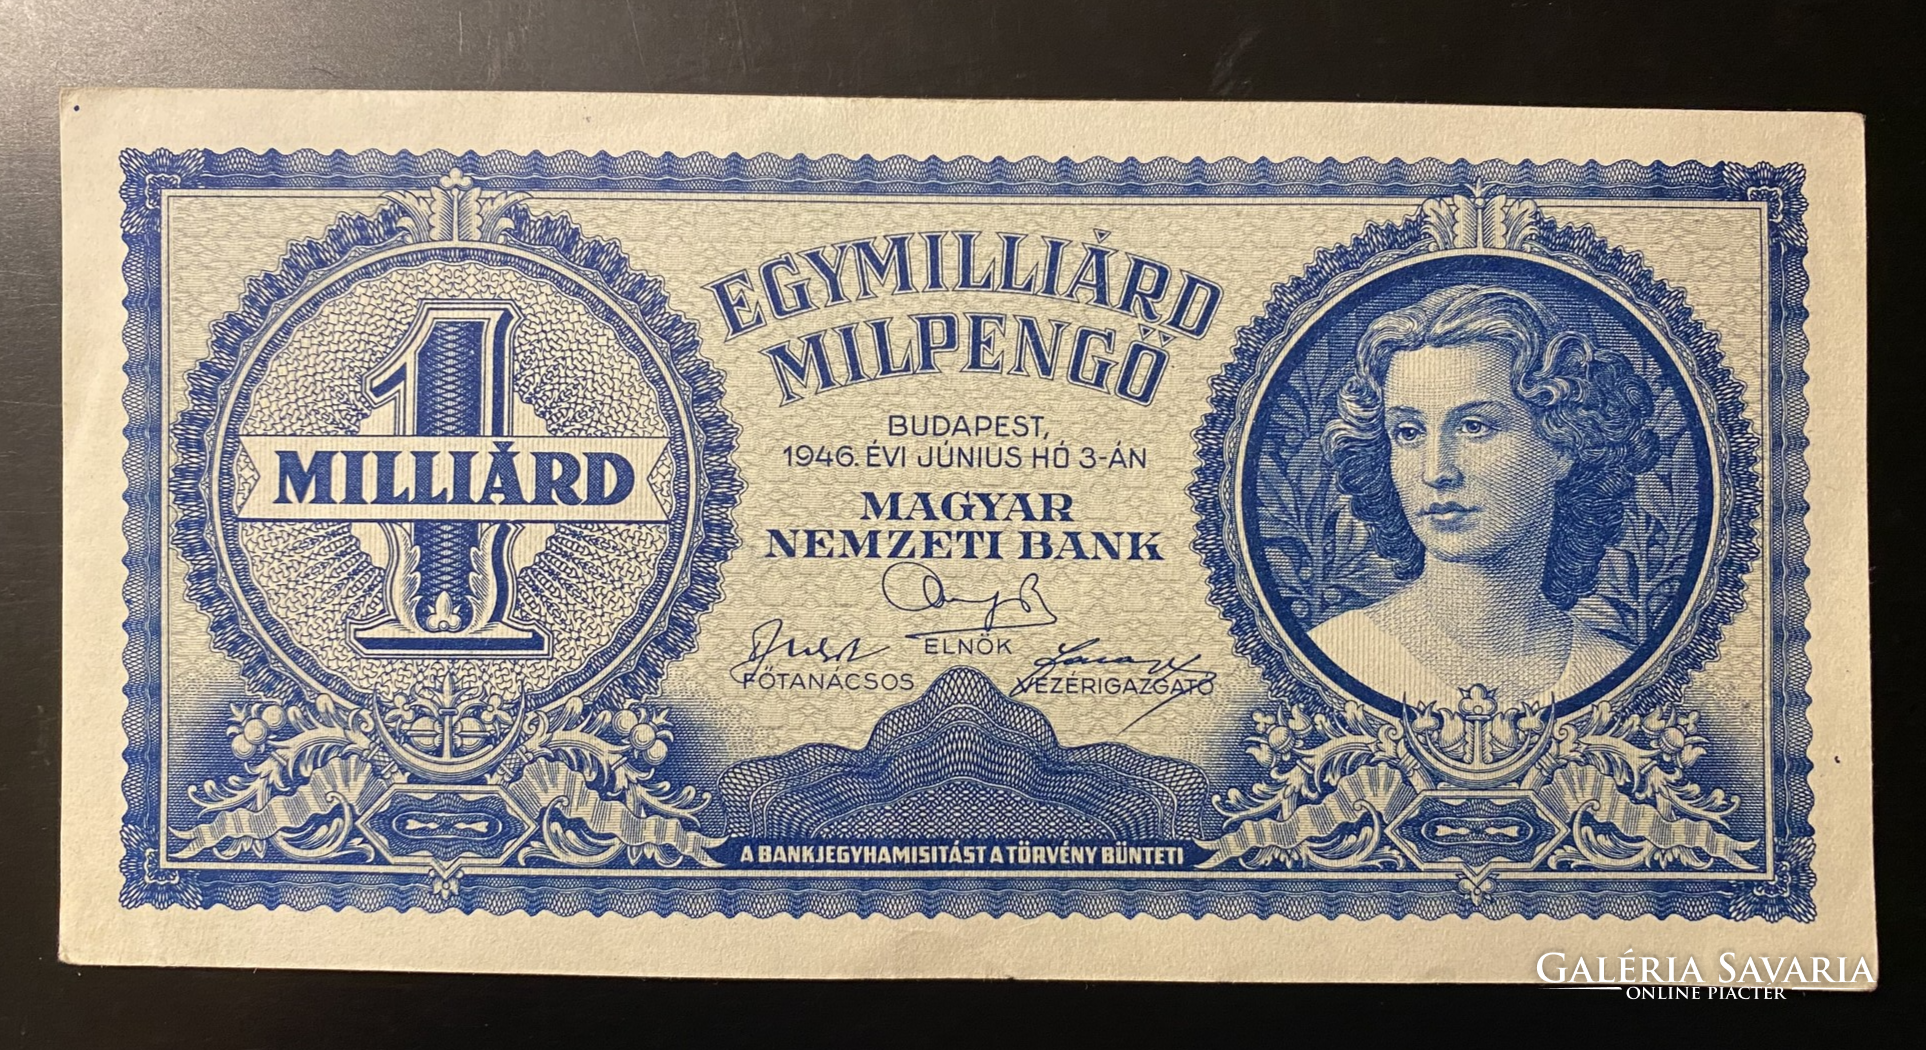 EGYMILLIÁRD
MILPENGŐ
1
MILLIÁRD
BUDAPEST,
1946. ÉVI JÚNIUS HÓ 3-ÁN
MAGYAR
NEMZETI BANK
ELNÖK
FŐTANÁCSOS
VEZÉRIGAZGATÓ
A BANKJEGYHAMISITÁST A TÖRVÉNY BÜNTETI
GALÉRIA SAVARIA
ONLINE PIACTÉR